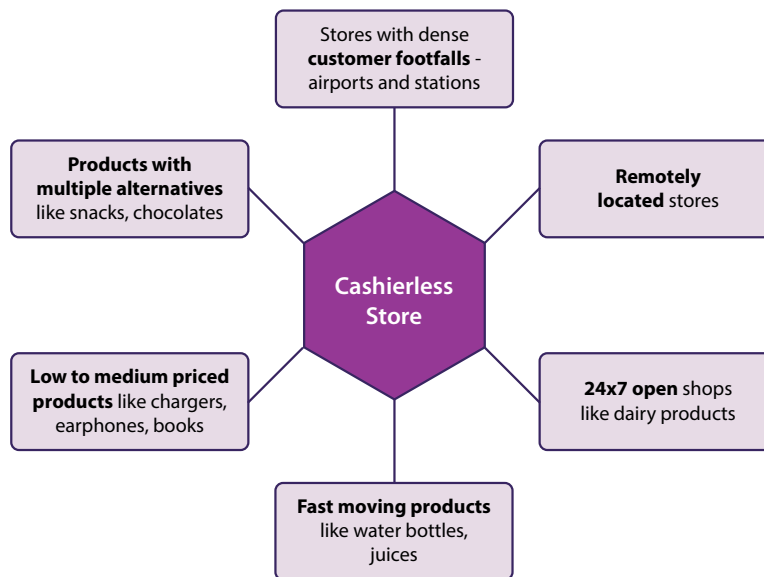 Stores with dense
customer footfalls -
airports and stations
Products with
multiple alternatives
like snacks, chocolates
Remotely
located stores
Cashierless
Store
Low to medium priced
products like chargers,
earphones, books
24x7 open shops
like dairy products
Fast moving products
like water bottles,
juices